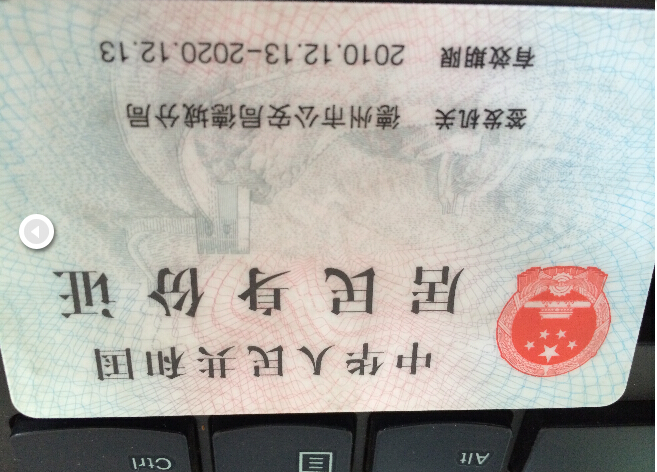 中华人民共和国
居民身份证
签发机关 德州市公安局德城分局
有效期限 2010.12.13-2020.12.13
Alt
Ctrl